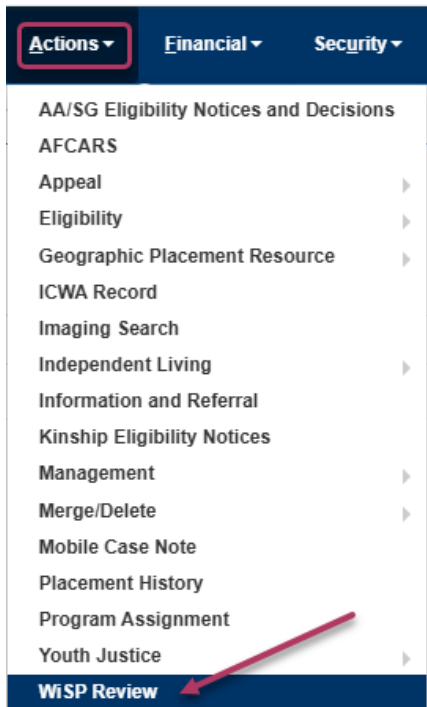 Actions Financial Security
AA/SG Eligibility Notices and Decisions
AFCARS
Appeal
Eligibility
Geographic Placement Resource
ICWA Record
Imaging Search
Independent Living
Information and Referral
Kinship Eligibility Notices
Management
Merge/Delete
Mobile Case Note
Placement History
Program Assignment
Youth Justice
WiSP Review